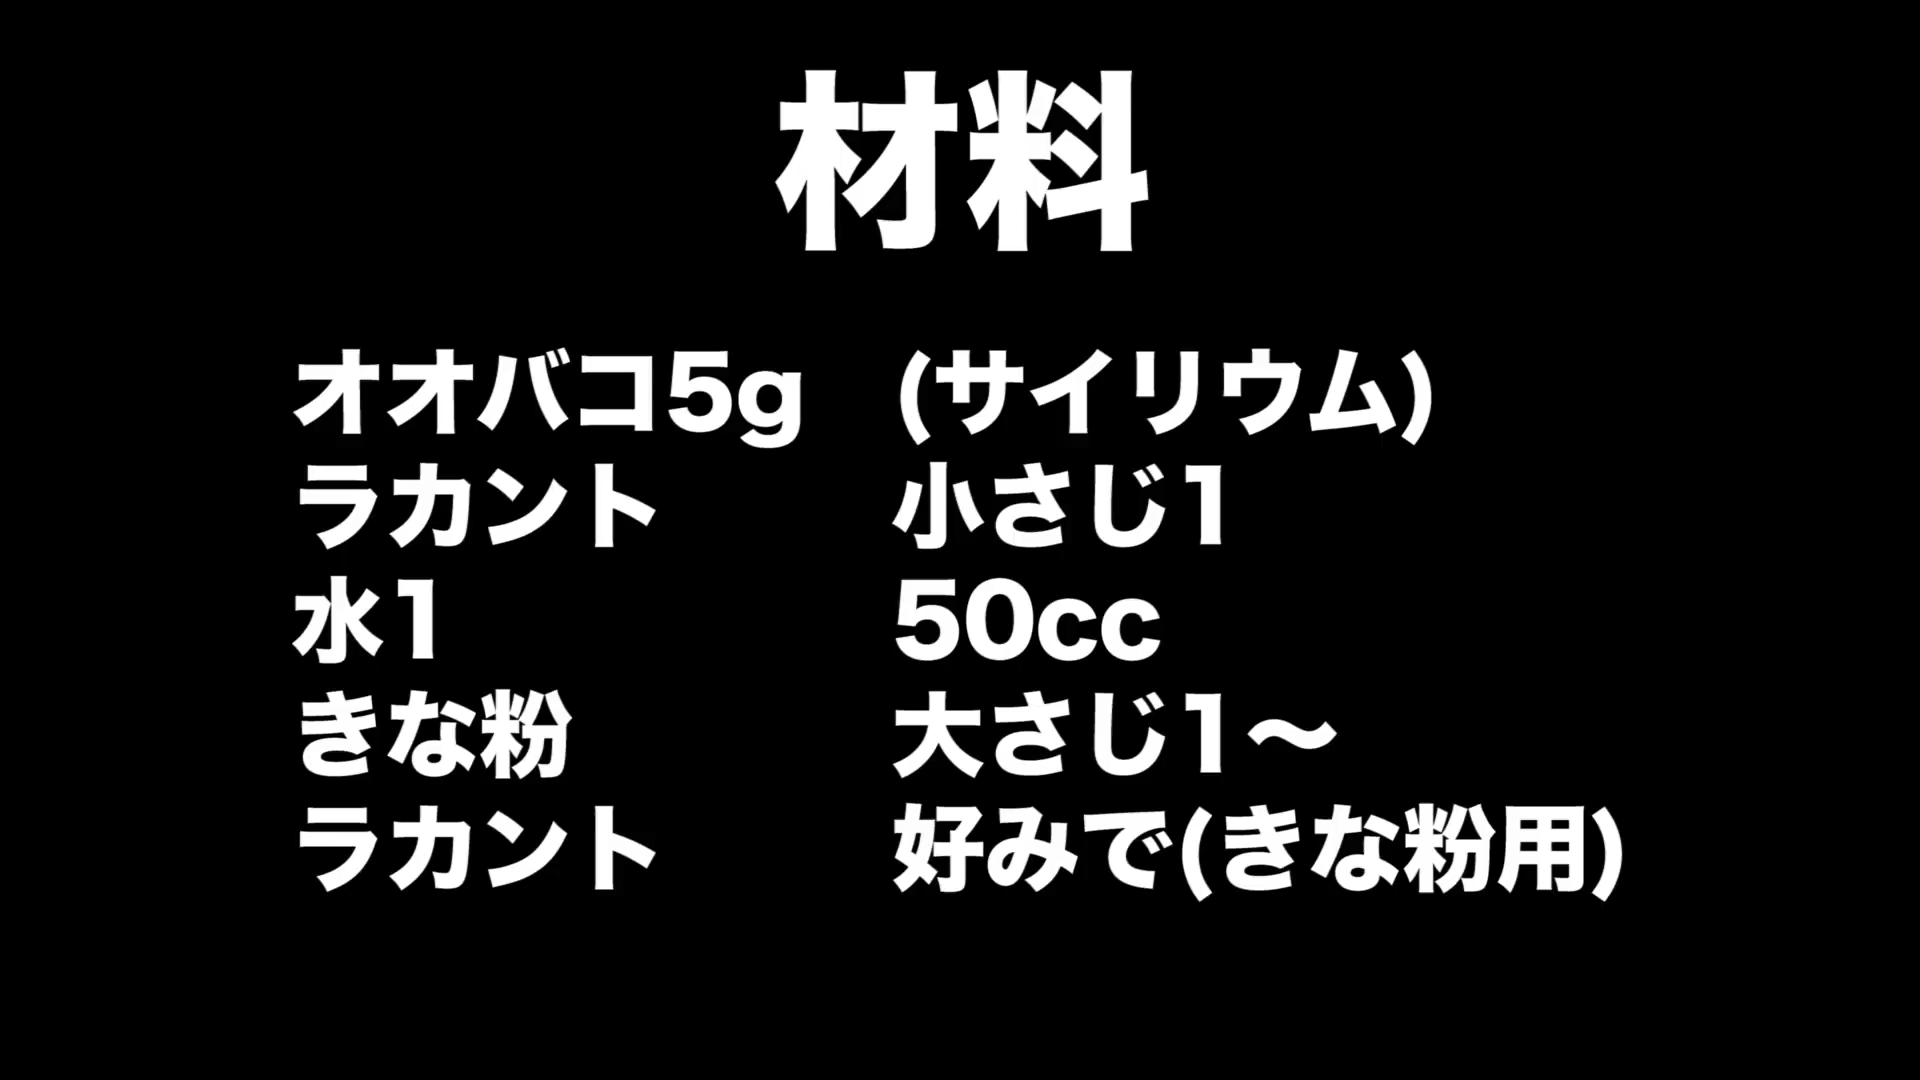 材料
オオバコ5g (サイリウム)
ラカント 小さじ1
水1 50cc
きな粉 大さじ1〜
ラカント 好みで(きな粉用)